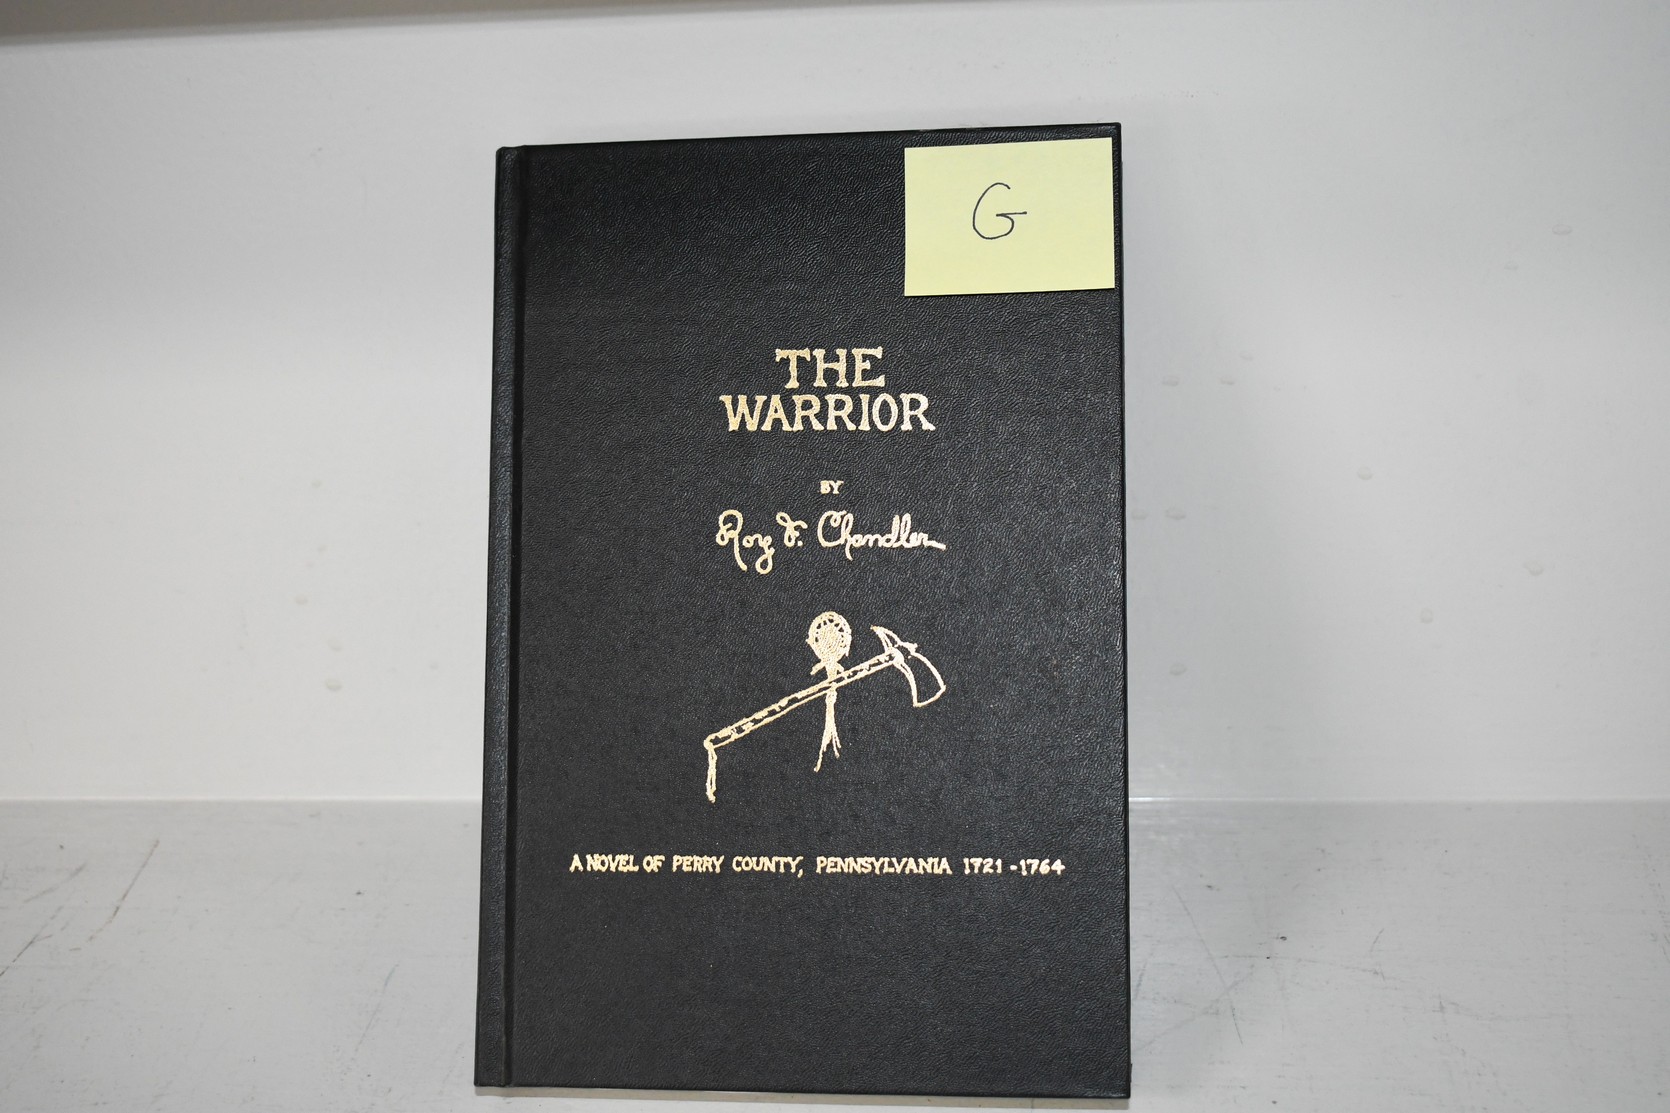 G
THE
WARRIOR
BY
Roy F. Chandler
A NOVEL OF PERRY COUNTY, PENNSYLVANIA 1721-1764